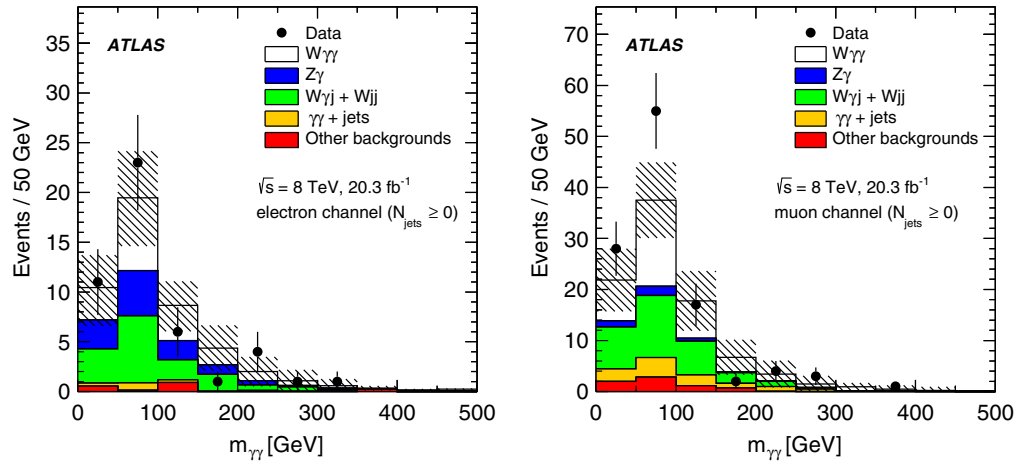 ATLAS
Data
Wγγ
Zγ
Wγj + Wjj
γγ + jets
Other backgrounds
√s = 8 TeV, 20.3 fb⁻¹
electron channel (N_jets ≥ 0)
Events / 50 GeV
35
30
25
20
15
10
5
0
0 100 200 300 400 500
m_γγ [GeV]
ATLAS
Data
Wγγ
Zγ
Wγj + Wjj
γγ + jets
Other backgrounds
√s = 8 TeV, 20.3 fb⁻¹
muon channel (N_jets ≥ 0)
Events / 50 GeV
70
60
50
40
30
20
10
0
0 100 200 300 400 500
m_γγ [GeV]